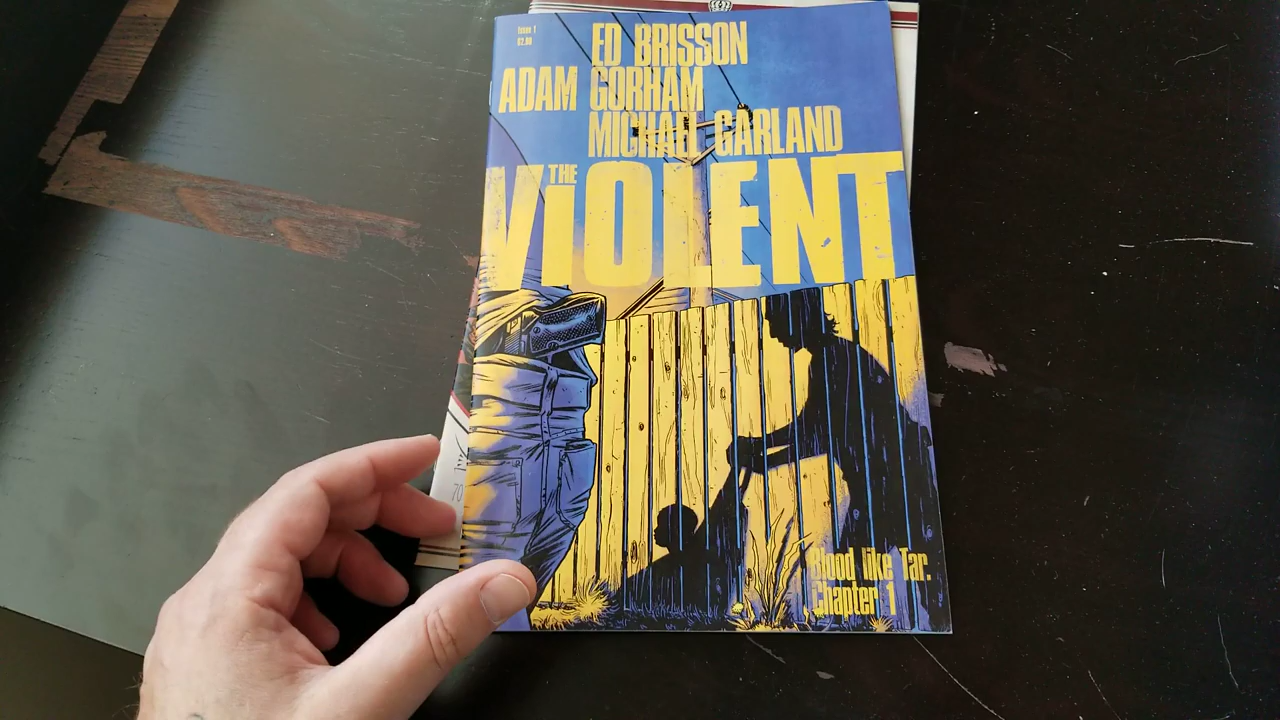 Issue 1
$2.99
ED BRISSON
ADAM GORHAM
MICHAEL GARLAND
THE
ViOLENT
Blood like Tar.
Chapter 1